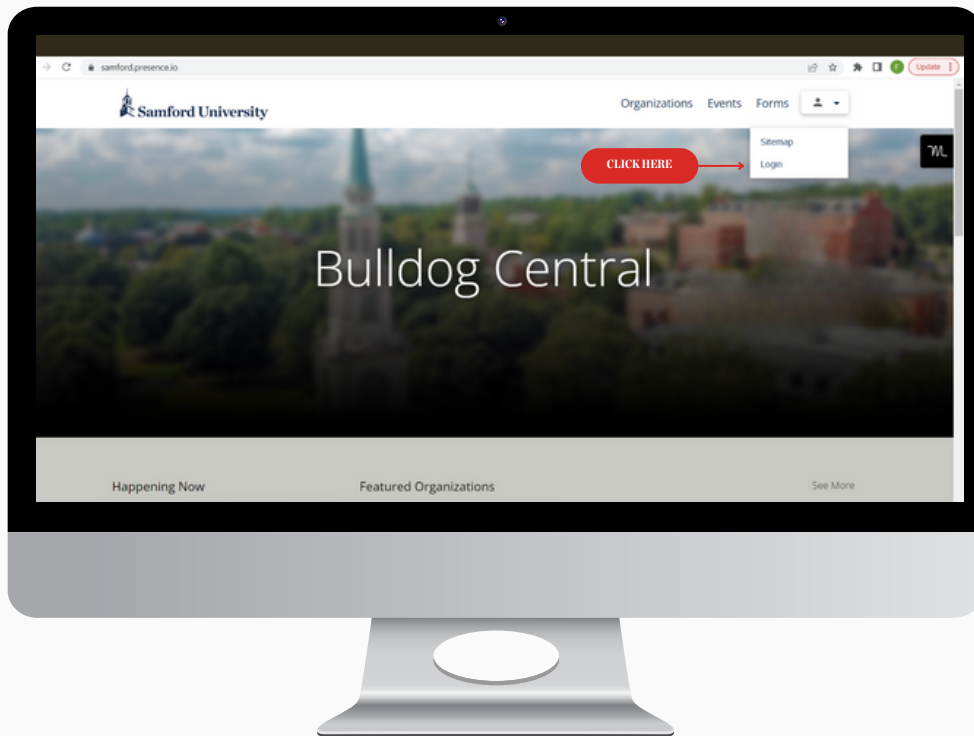 samford.presence.io
Update
Samford University
Organizations Events Forms
Sitemap
Login
CLICK HERE
Bulldog Central
Happening Now
Featured Organizations
See More